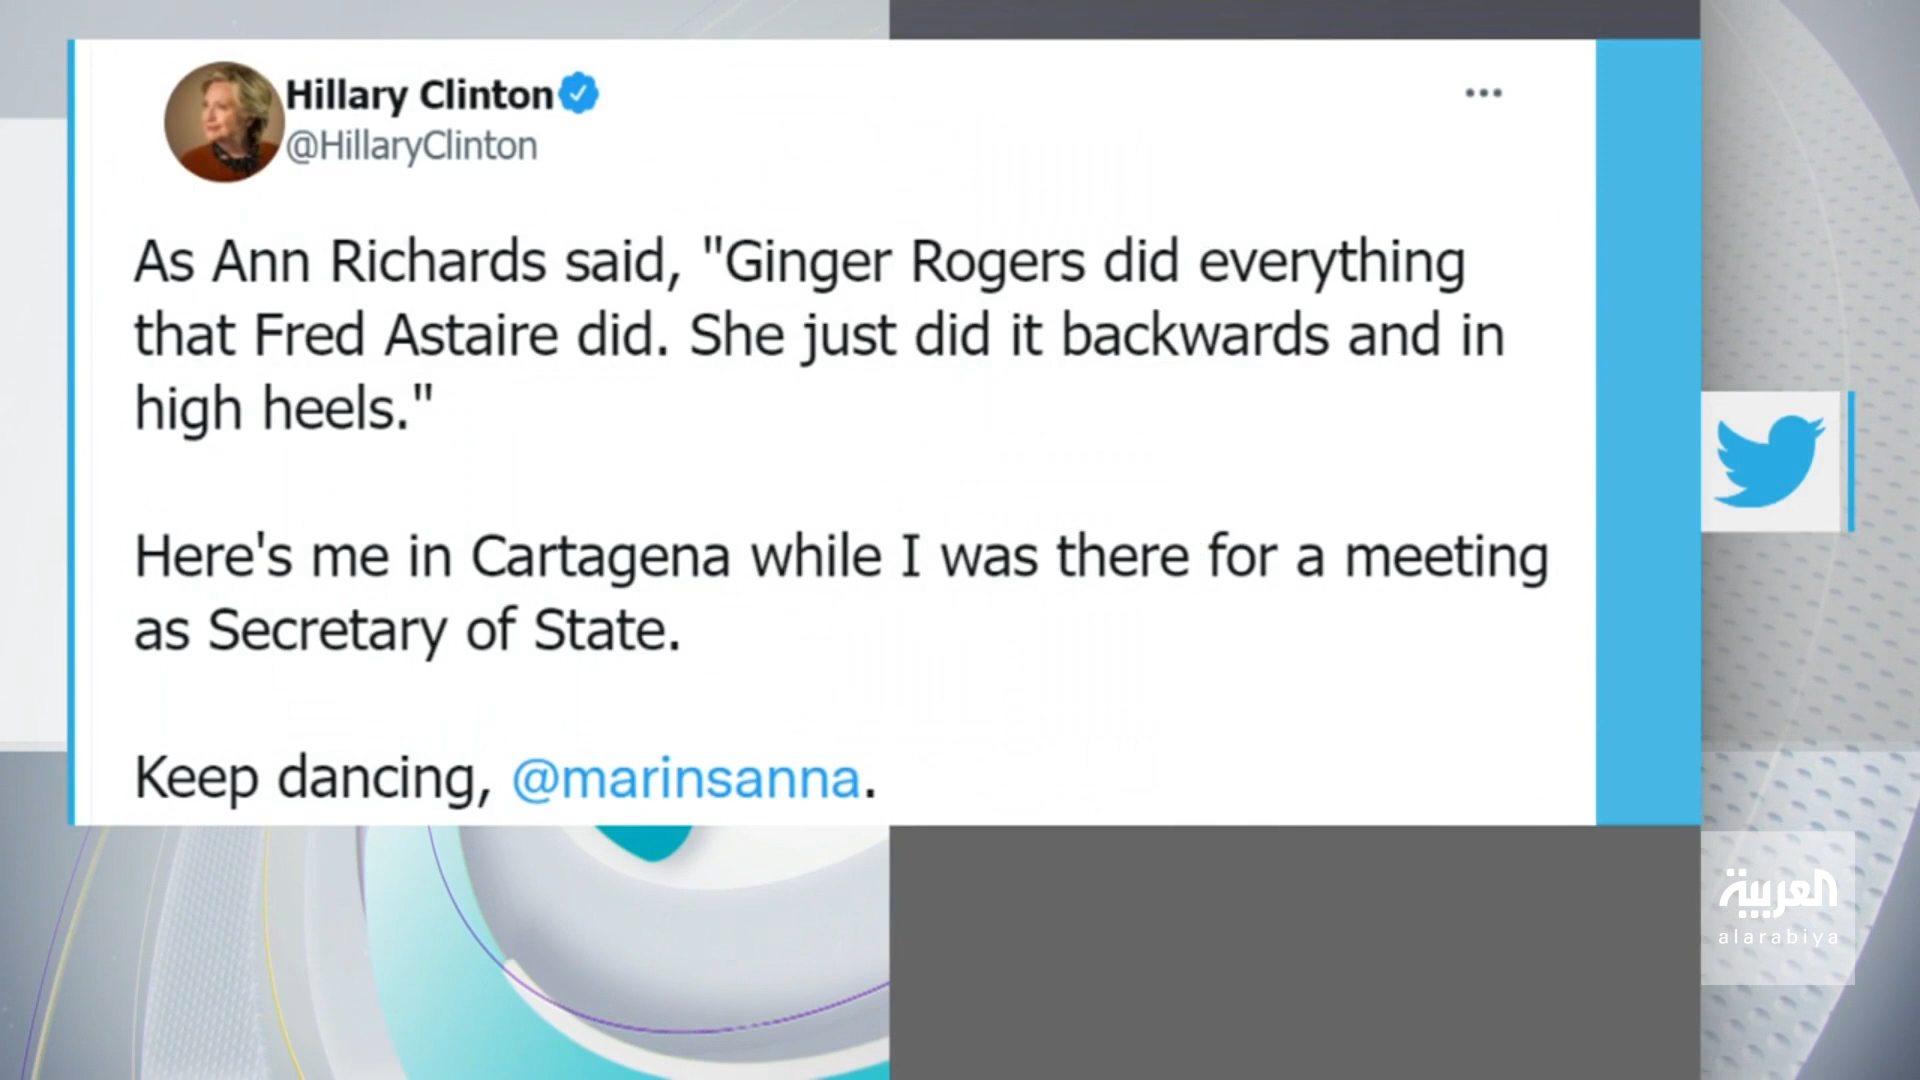 Hillary Clinton
@HillaryClinton
As Ann Richards said, "Ginger Rogers did everything
that Fred Astaire did. She just did it backwards and in
high heels."
Here's me in Cartagena while I was there for a meeting
as Secretary of State.
Keep dancing, @marinsanna.
العربية
alarabiya